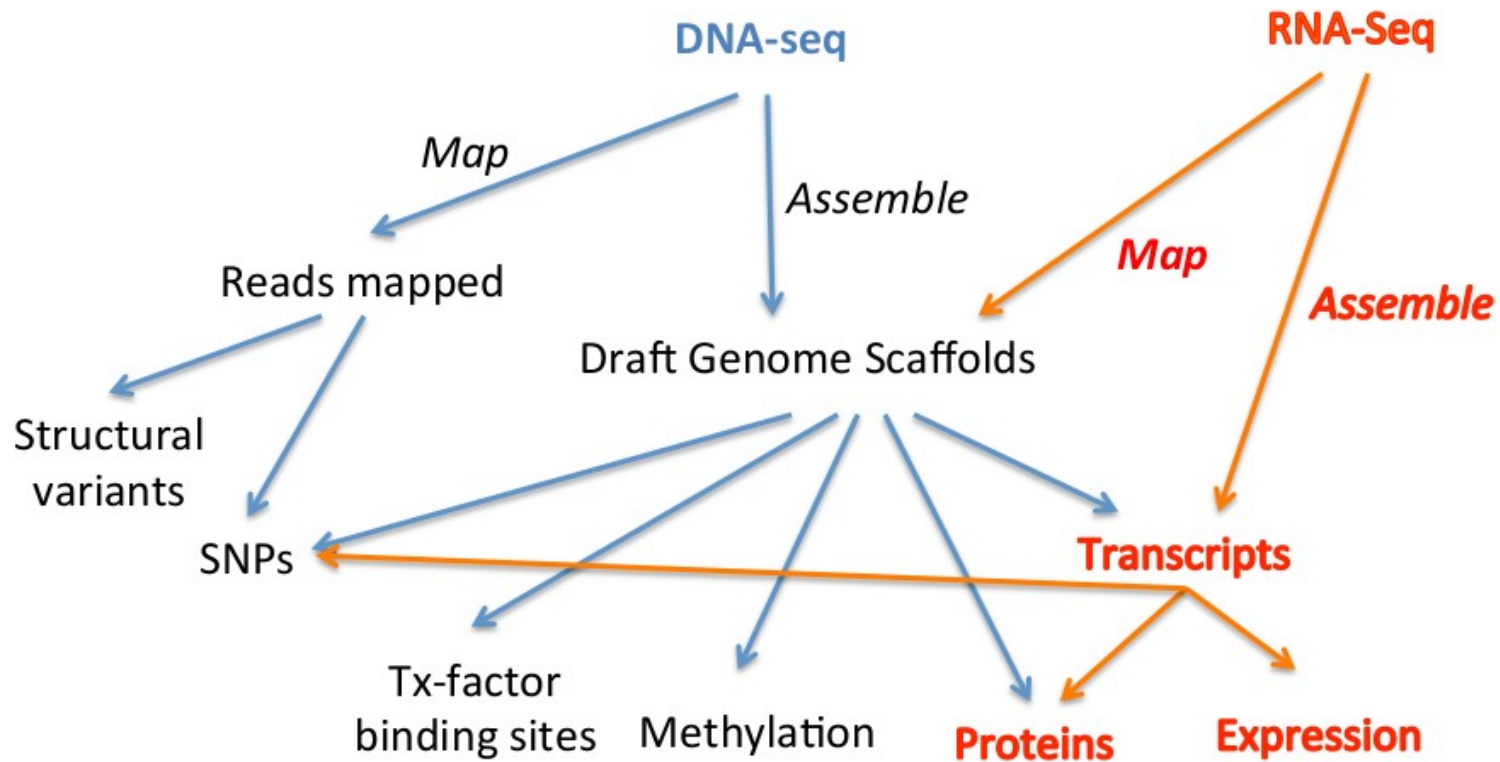 DNA-seq
RNA-Seq
Map
Assemble
Map
Assemble
Reads mapped
Draft Genome Scaffolds
Structural
variants
SNPs
Transcripts
Tx-factor
binding sites
Methylation
Proteins
Expression